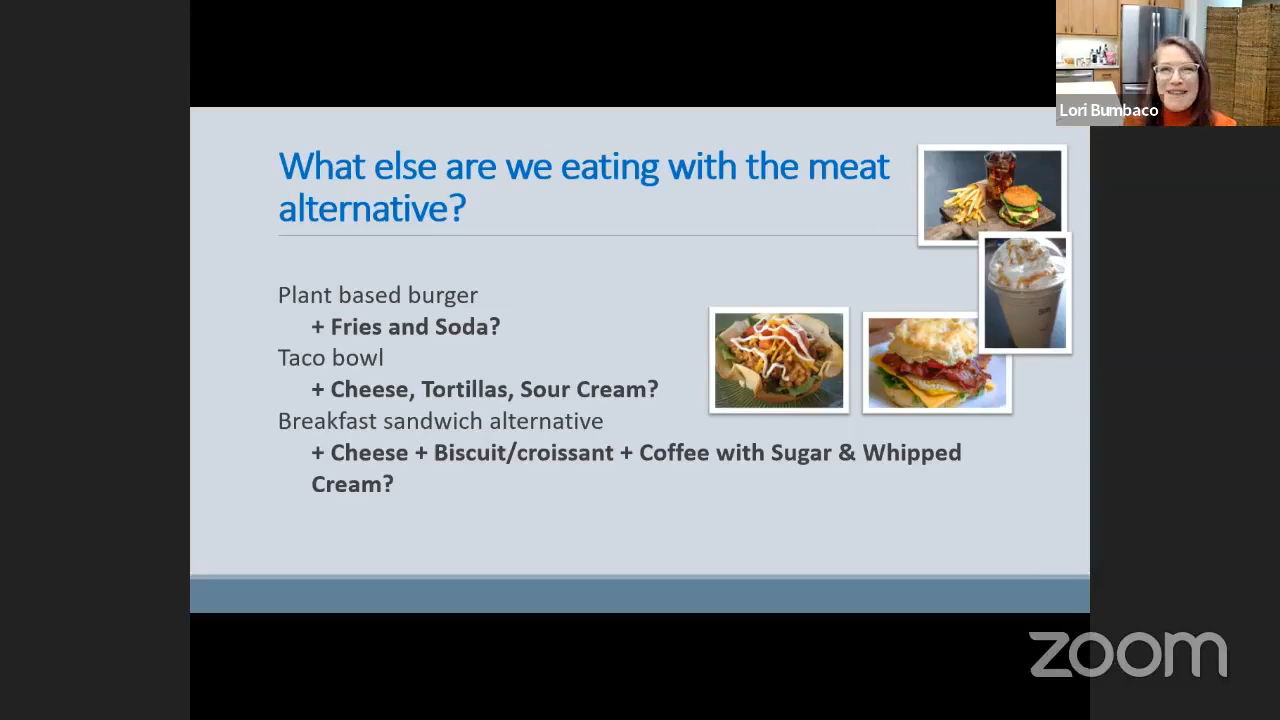 Lori Bumbaco
What else are we eating with the meat
alternative?
Plant based burger
+ Fries and Soda?
Taco bowl
+ Cheese, Tortillas, Sour Cream?
Breakfast sandwich alternative
+ Cheese + Biscuit/croissant + Coffee with Sugar & Whipped
Cream?
zoom